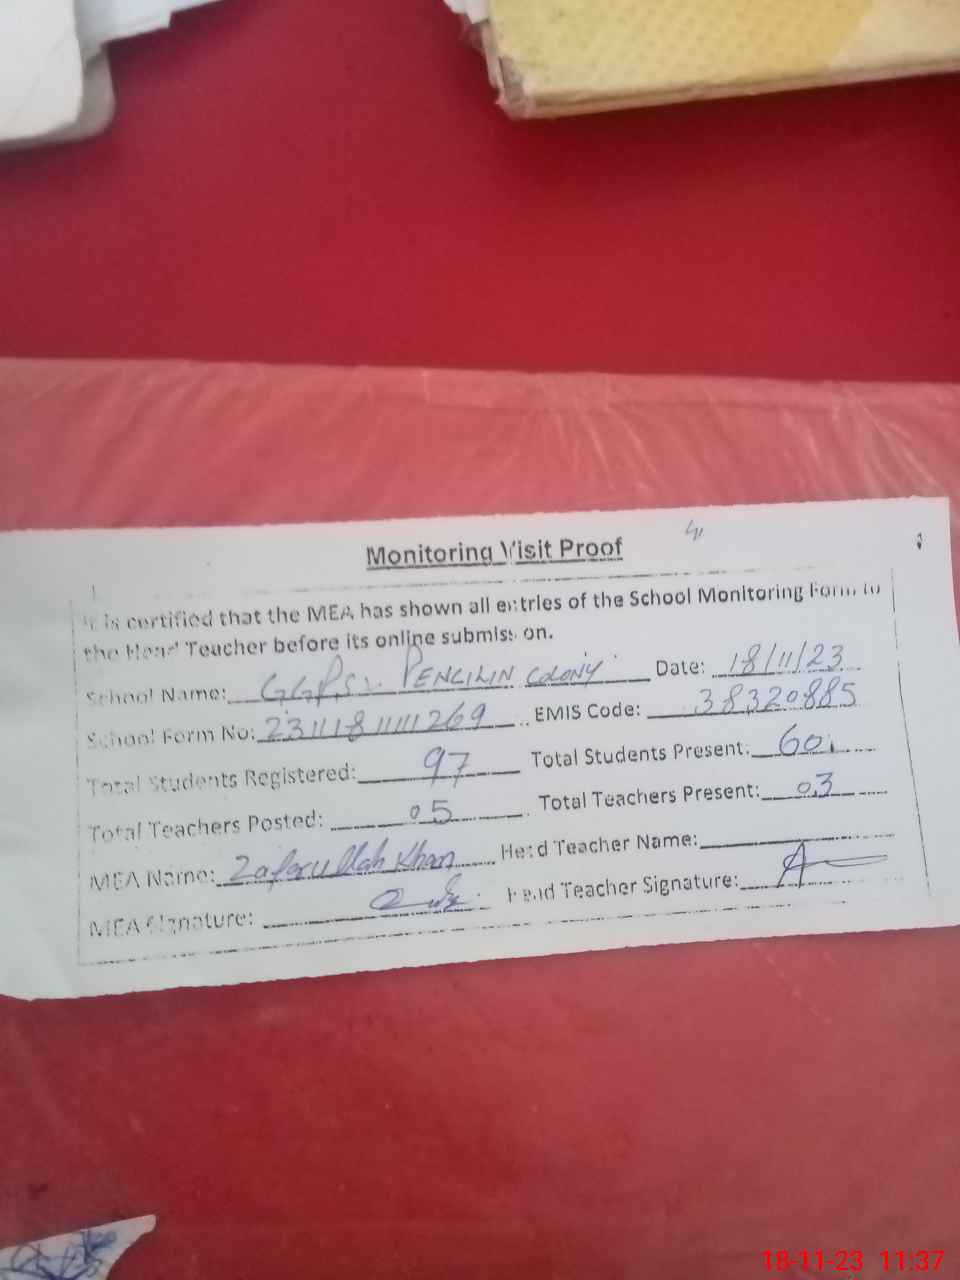 Monitoring Visit Proof
It is certified that the MEA has shown all entries of the School Monitoring Form to
the Head Teacher before its online submission.
School Name: GGPS. PENCILIN COLONY Date: 18/11/23
School Form No: EMIS Code: 38320885
Total Students Registered: 97 Total Students Present: 60
Total Teachers Posted: 05 Total Teachers Present: 03
MEA Name: Zafarullah Khan Head Teacher Name:
MEA Signature: Head Teacher Signature:
18-11-23 11:37